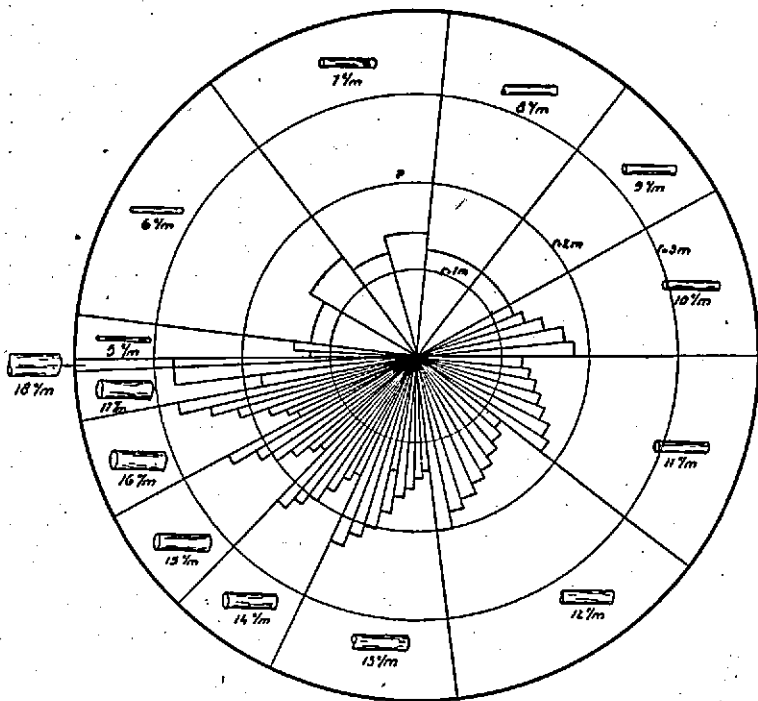 7 c/m
8 c/m
9 c/m
P
6 c/m
r=1m
r=2m
r=3m
10 c/m
5 c/m
18 c/m
17 c/m
16 c/m
11 c/m
15 c/m
14 c/m
12 c/m
13 c/m